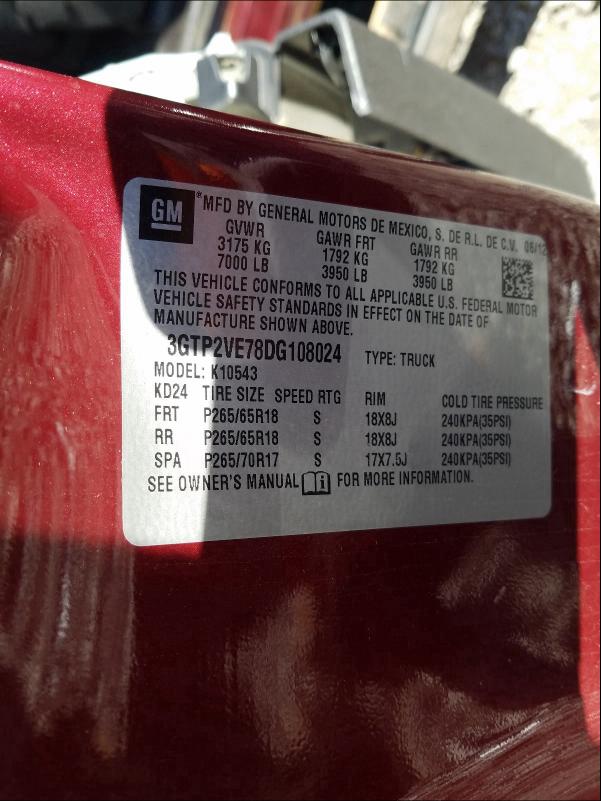 GM ® MFD BY GENERAL MOTORS DE MEXICO, S. DE R.L. DE C.V. 06/12
GVWR GAWR FRT GAWR RR
3175 KG 1792 KG 1792 KG
7000 LB 3950 LB 3950 LB
THIS VEHICLE CONFORMS TO ALL APPLICABLE U.S. FEDERAL MOTOR
VEHICLE SAFETY STANDARDS IN EFFECT ON THE DATE OF
MANUFACTURE SHOWN ABOVE.
3GTP2VE78DG108024 TYPE: TRUCK
MODEL: K10543
KD24 TIRE SIZE SPEED RTG RIM COLD TIRE PRESSURE
FRT P265/65R18 S 18X8J 240KPA(35PSI)
RR P265/65R18 S 18X8J 240KPA(35PSI)
SPA P265/70R17 S 17X7.5J 240KPA(35PSI)
SEE OWNER'S MANUAL i FOR MORE INFORMATION.